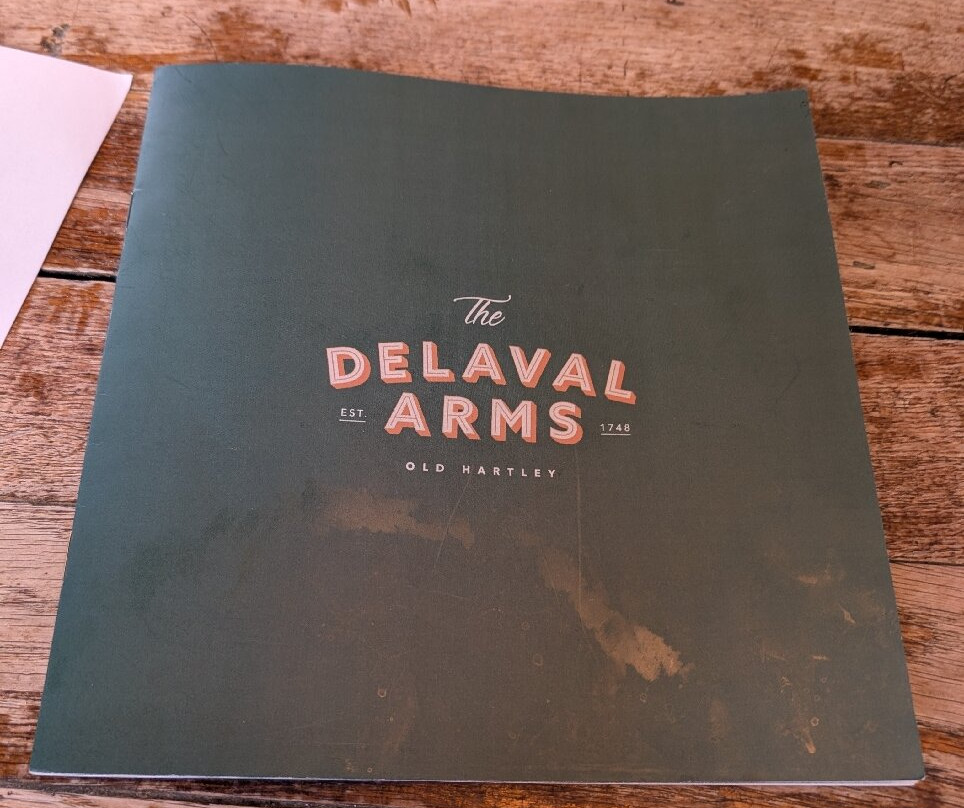 The
DELAVAL
ARMS
EST. 1748
OLD HARTLEY